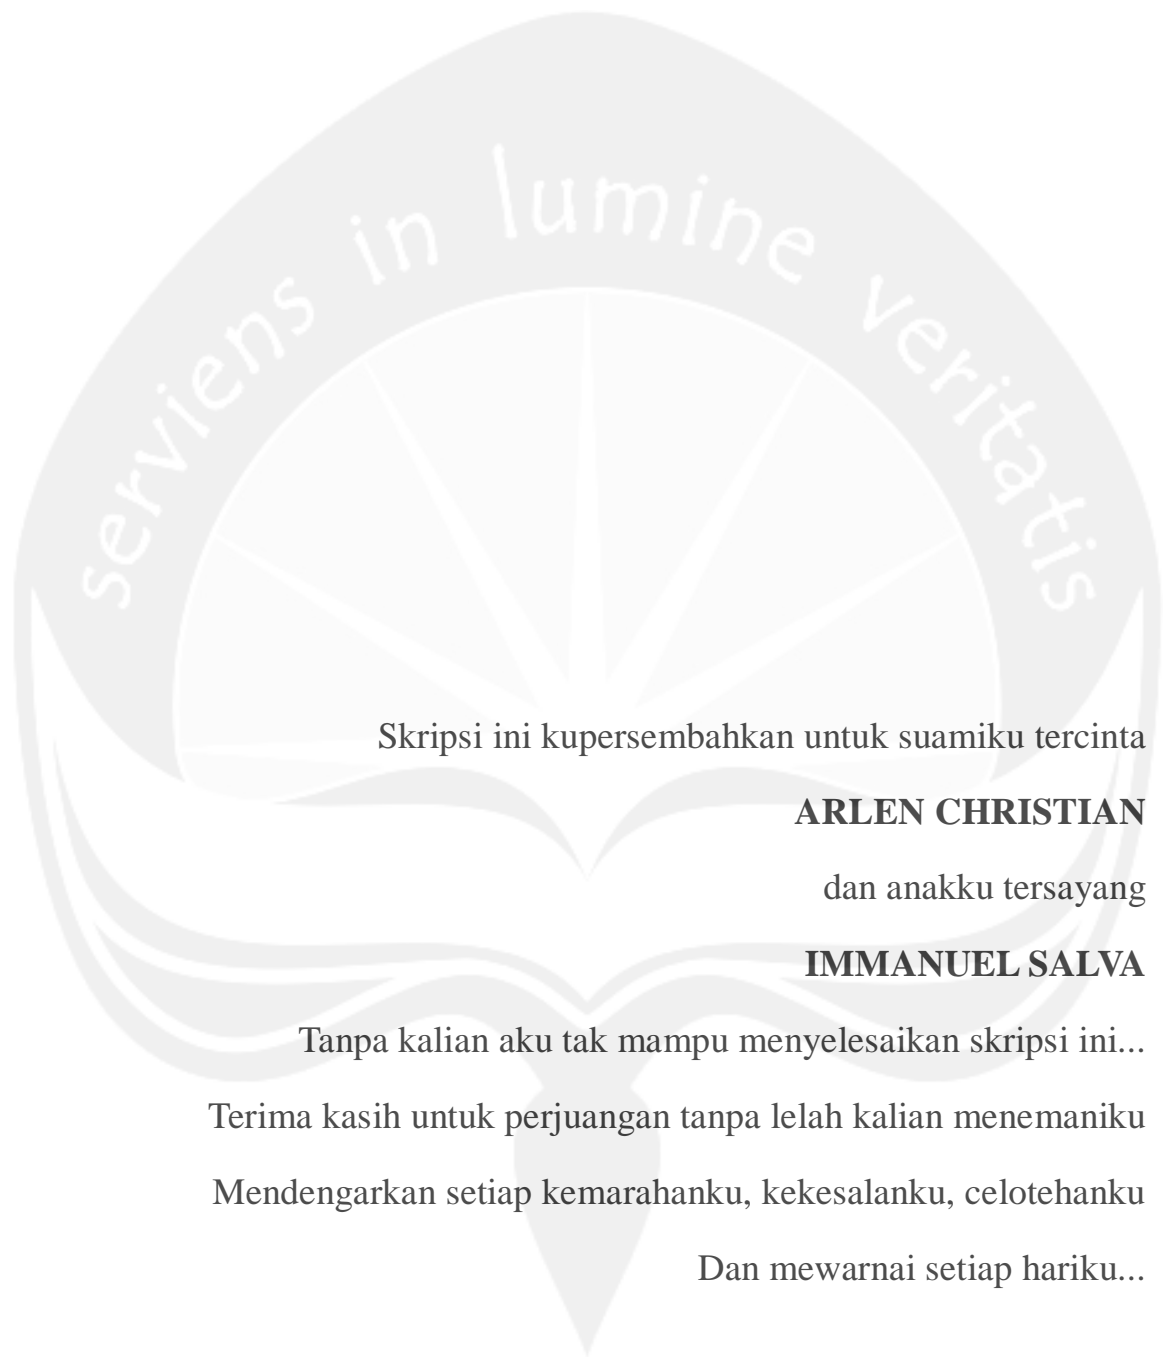 serviens in lumine veritatis
Skripsi ini kupersembahkan untuk suamiku tercinta
ARLEN CHRISTIAN
dan anakku tersayang
IMMANUEL SALVA
Tanpa kalian aku tak mampu menyelesaikan skripsi ini...
Terima kasih untuk perjuangan tanpa lelah kalian menemaniku
Mendengarkan setiap kemarahanku, kekesalanku, celotehanku
Dan mewarnai setiap hariku...